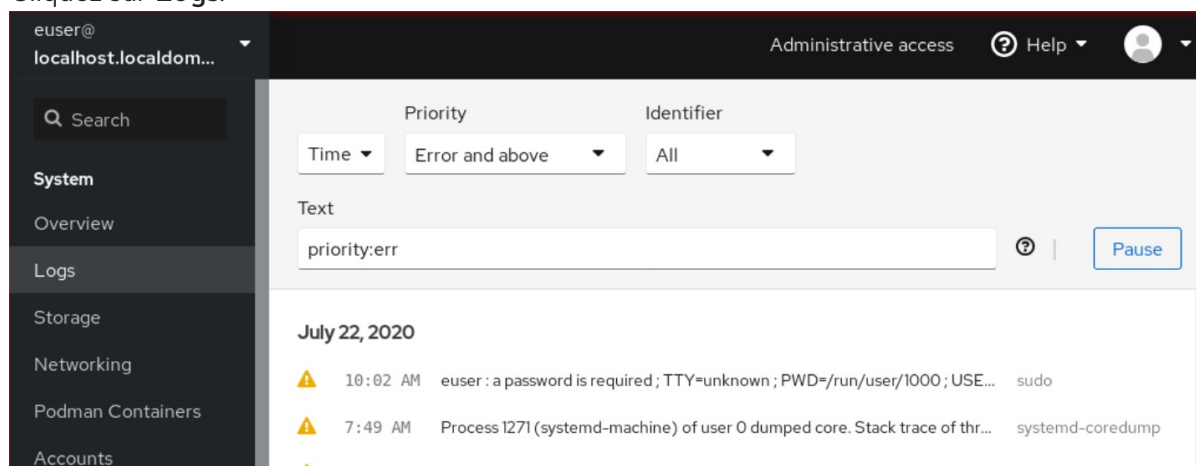 Cliquez sur Logs.
euser@
localhost.localdom...
Administrative access
Help
Search
System
Overview
Logs
Storage
Networking
Podman Containers
Accounts
Priority
Identifier
Time
Error and above
All
Text
priority:err
Pause
July 22, 2020
10:02 AM euser : a password is required ; TTY=unknown ; PWD=/run/user/1000 ; USE... sudo
7:49 AM Process 1271 (systemd-machine) of user 0 dumped core. Stack trace of thr... systemd-coredump